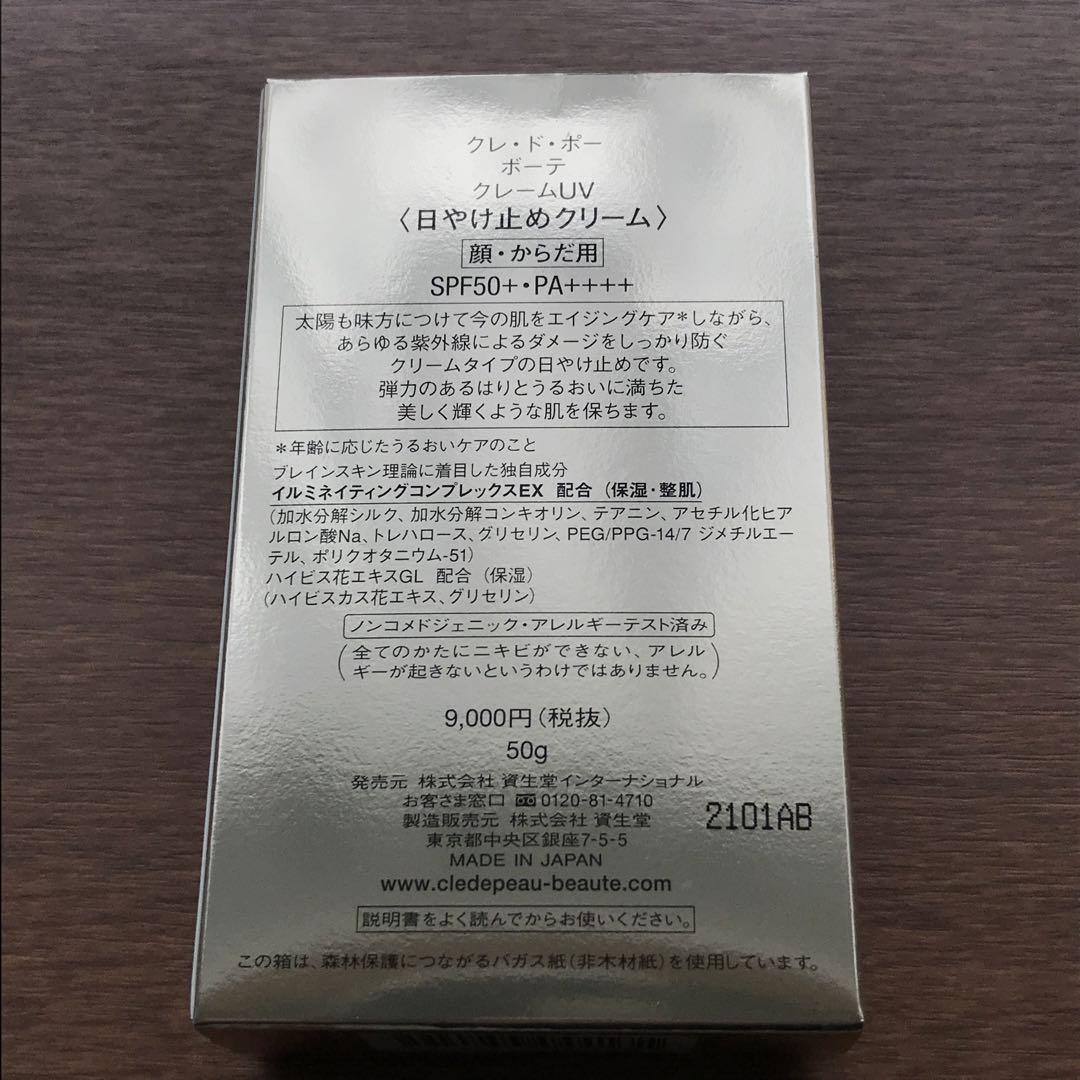 クレ・ド・ポー
ボーテ
クレームUV
〈日やけ止めクリーム〉
顔・からだ用
SPF50+・PA++++
太陽も味方につけて今の肌をエイジングケア*しながら、
あらゆる紫外線によるダメージをしっかり防ぐ
クリームタイプの日やけ止めです。
弾力のあるはりとうるおいに満ちた
美しく輝くような肌を保ちます。
*年齢に応じたうるおいケアのこと
ブレインスキン理論に着目した独自成分
イルミネイティングコンプレックスEX 配合（保湿・整肌）
（加水分解シルク、加水分解コンキオリン、テアニン、アセチル化ヒア
ルロン酸Na、トレハロース、グリセリン、PEG/PPG-14/7 ジメチルエー
テル、ポリクオタニウム-51）
ハイビス花エキスGL 配合（保湿）
（ハイビスカス花エキス、グリセリン）
ノンコメドジェニック・アレルギーテスト済み
（全てのかたにニキビができない、アレル
ギーが起きないというわけではありません。）
9,000円（税抜）
50g
発売元 株式会社 資生堂インターナショナル
お客さま窓口 0120-81-4710
製造販売元 株式会社 資生堂
2101AB
東京都中央区銀座7-5-5
MADE IN JAPAN
www.cledepeau-beaute.com
説明書をよく読んでからお使いください。
この箱は、森林保護につながるバガス紙（非木材紙）を使用しています。